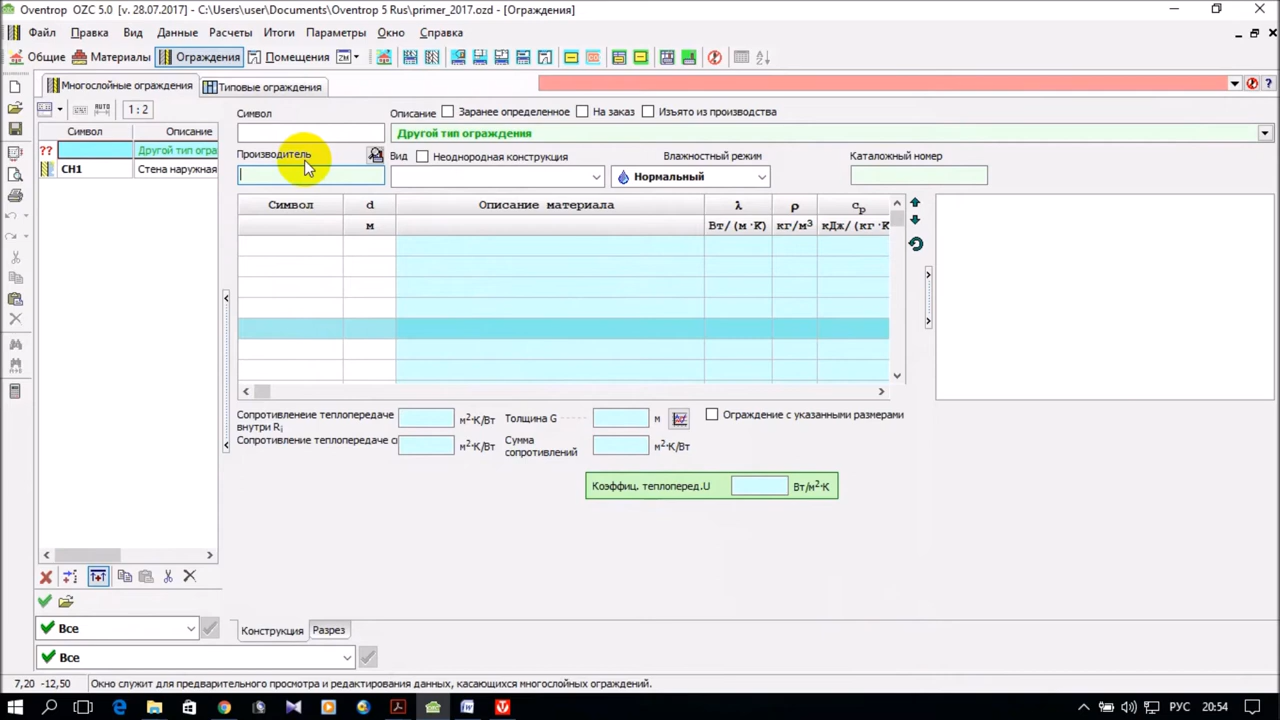 Oventrop OZC 5.0 [v. 28.07.2017] - C:\Users\user\Documents\Oventrop 5 Rus\primer_2017.ozd - [Ограждения]
Файл Правка Вид Данные Расчеты Итоги Параметры Окно Справка
Общие Материалы Ограждения Помещения
Многослойные ограждения Типовые ограждения
AUTO 1:2
Символ Описание
?? Другой тип огра
СН1 Стена наружная
Символ Описание Заранее определенное На заказ Изъято из производства
Другой тип ограждения
Производитель Вид Неоднородная конструкция Влажностный режим Каталожный номер
Нормальный
Символ d Описание материала λ ρ cp
м Вт/(м·K) кг/м3 кДж/(кг·K
Сопротивлениеие теплопередаче внутри Ri м2·K/Вт Толщина G м Ограждение с указанными размерами
Сопротивление теплопередаче с м2·K/Вт Сумма сопротивлений м2·K/Вт
Коэффиц. теплоперед.U Вт/м2·K
Все
Конструкция Разрез
Все
7,20 -12,50 Окно служит для предварительного просмотра и редактирования данных, касающихся многослойных ограждений.
РУС 20:54